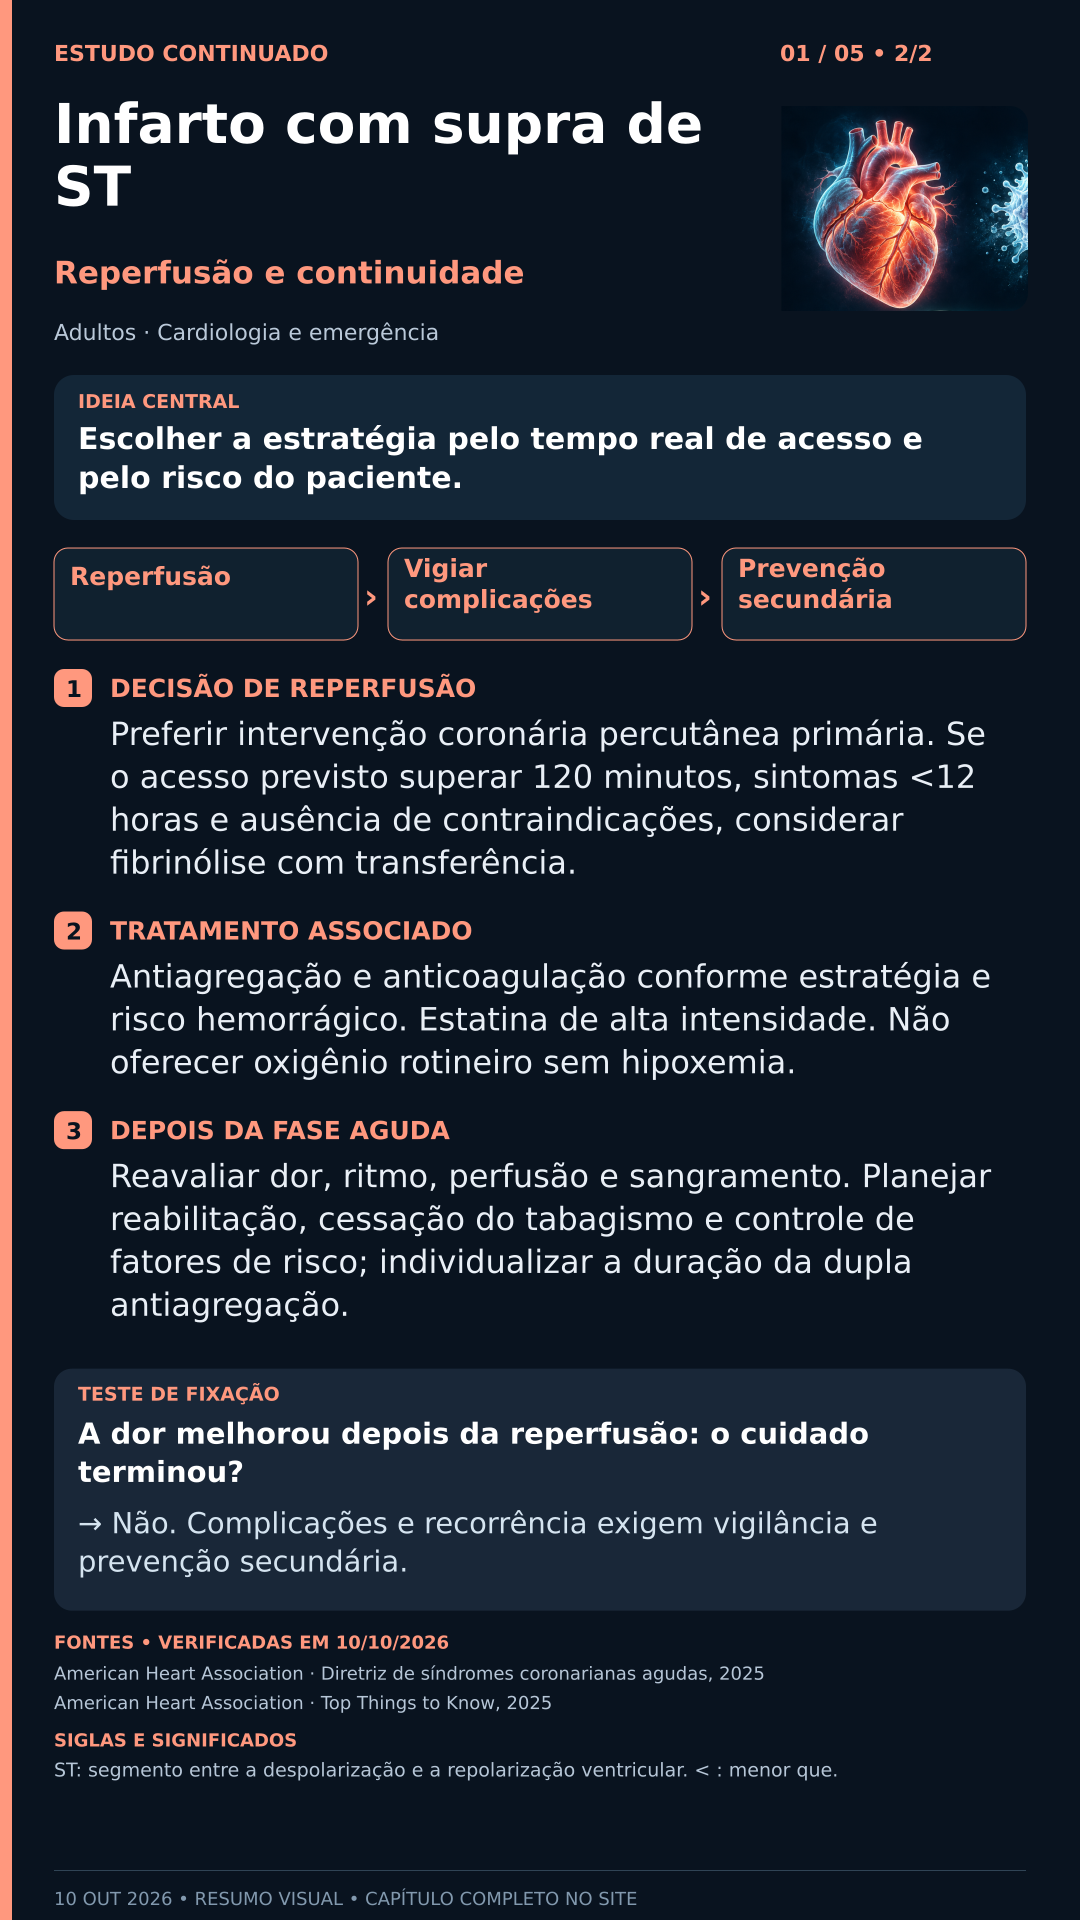 ESTUDO CONTINUADO
01 / 05 • 2/2
Infarto com supra de
ST
Reperfusão e continuidade
Adultos · Cardiologia e emergência
IDEIA CENTRAL
Escolher a estratégia pelo tempo real de acesso e
pelo risco do paciente.
Reperfusão
›
Vigiar
complicações
›
Prevenção
secundária
1 DECISÃO DE REPERFUSÃO
Preferir intervenção coronária percutânea primária. Se
o acesso previsto superar 120 minutos, sintomas <12
horas e ausência de contraindicações, considerar
fibrinólise com transferência.
2 TRATAMENTO ASSOCIADO
Antiagregação e anticoagulação conforme estratégia e
risco hemorrágico. Estatina de alta intensidade. Não
oferecer oxigênio rotineiro sem hipoxemia.
3 DEPOIS DA FASE AGUDA
Reavaliar dor, ritmo, perfusão e sangramento. Planejar
reabilitação, cessação do tabagismo e controle de
fatores de risco; individualizar a duração da dupla
antiagregação.
TESTE DE FIXAÇÃO
A dor melhorou depois da reperfusão: o cuidado
terminou?
→ Não. Complicações e recorrência exigem vigilância e
prevenção secundária.
FONTES • VERIFICADAS EM 10/10/2026
American Heart Association · Diretriz de síndromes coronarianas agudas, 2025
American Heart Association · Top Things to Know, 2025
SIGLAS E SIGNIFICADOS
ST: segmento entre a despolarização e a repolarização ventricular. < : menor que.
10 OUT 2026 • RESUMO VISUAL • CAPÍTULO COMPLETO NO SITE